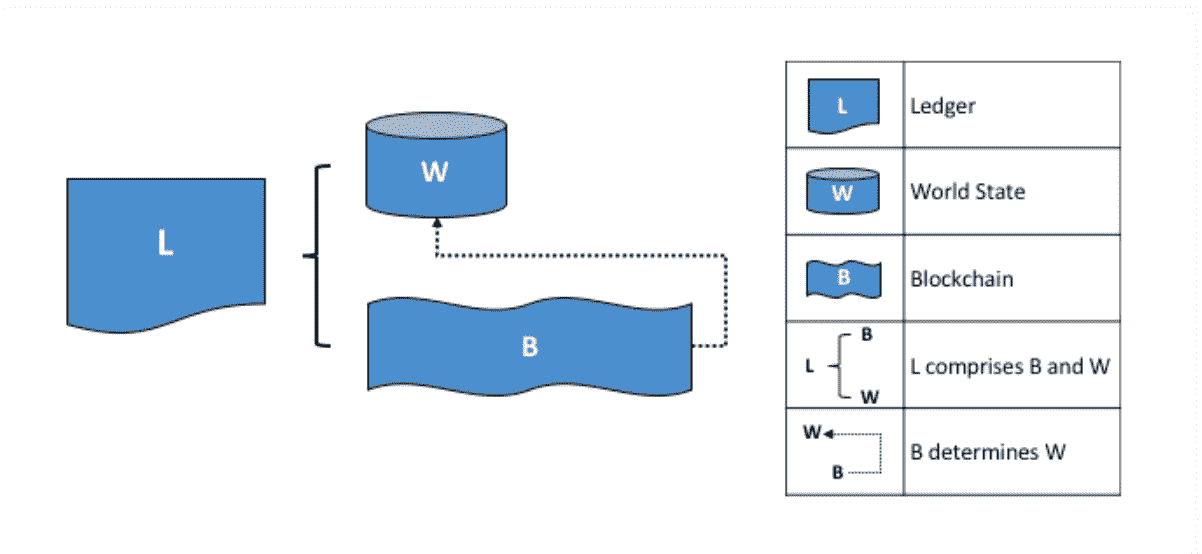 L
W
B
L
Ledger
W
World State
B
Blockchain
B
L
W
L comprises B and W
W
B
B determines W